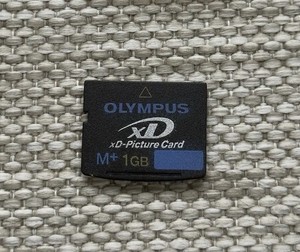 OLYMPUS
xD
xD-Picture Card
M+ 1GB